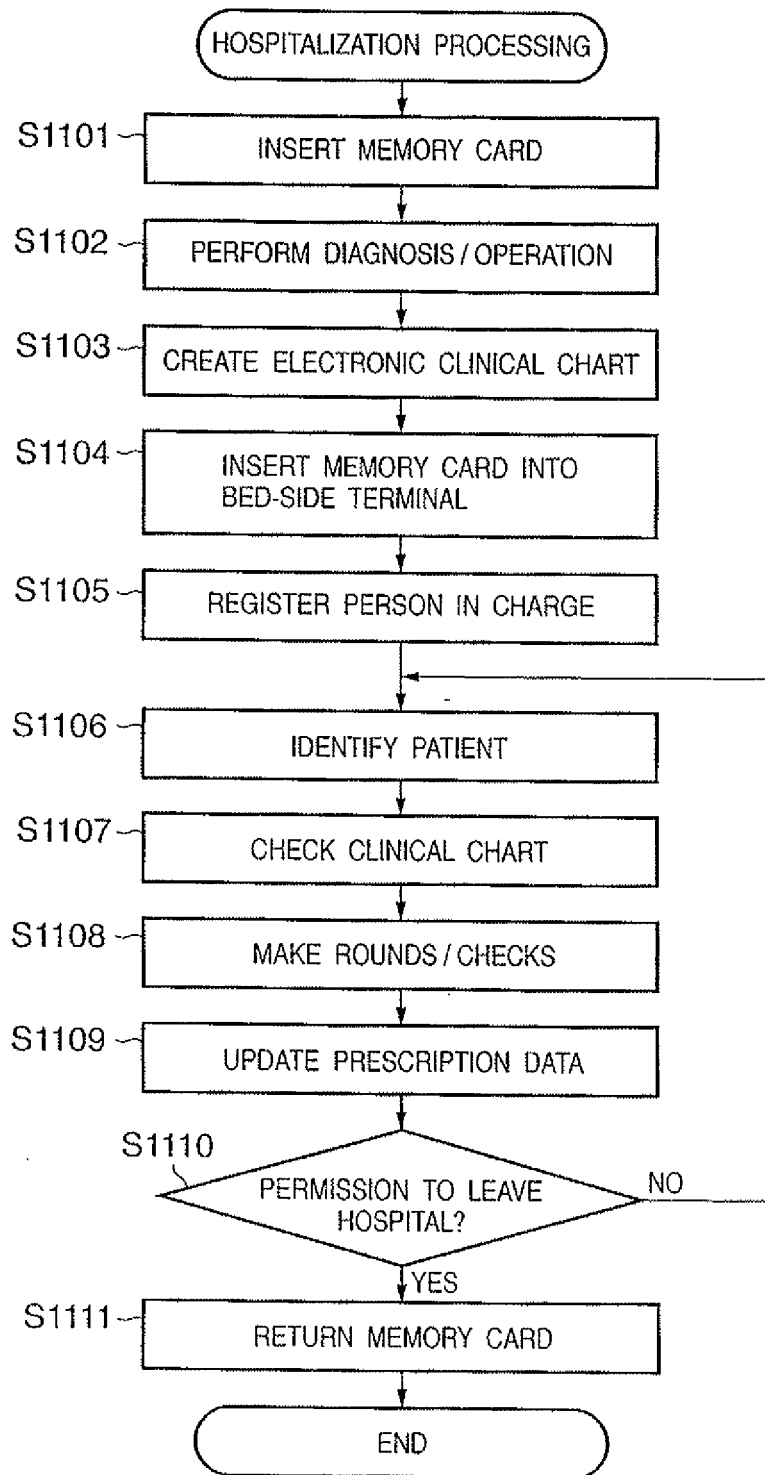 HOSPITALIZATION PROCESSING
S1101
INSERT MEMORY CARD
S1102
PERFORM DIAGNOSIS / OPERATION
S1103
CREATE ELECTRONIC CLINICAL CHART
S1104
INSERT MEMORY CARD INTO
BED-SIDE TERMINAL
S1105
REGISTER PERSON IN CHARGE
S1106
IDENTIFY PATIENT
S1107
CHECK CLINICAL CHART
S1108
MAKE ROUNDS / CHECKS
S1109
UPDATE PRESCRIPTION DATA
S1110
PERMISSION TO LEAVE
HOSPITAL?
NO
YES
S1111
RETURN MEMORY CARD
END